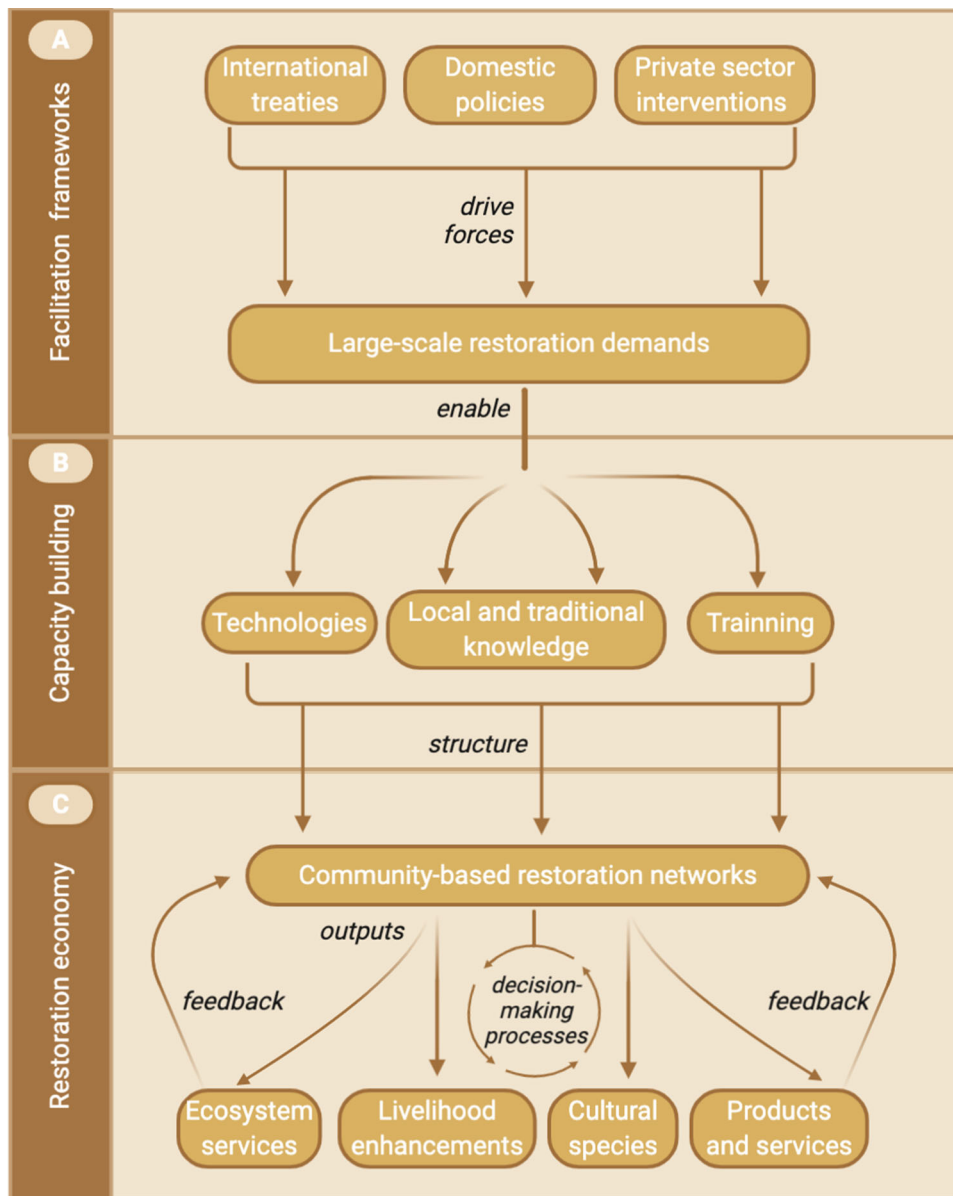 A
Facilitation frameworks
International
treaties
Domestic
policies
Private sector
interventions
drive
forces
Large-scale restoration demands
enable
B
Capacity building
Technologies
Local and traditional
knowledge
Trainning
structure
C
Restoration economy
Community-based restoration networks
outputs
feedback
decision-
making
processes
feedback
Ecosystem
services
Livelihood
enhancements
Cultural
species
Products
and services